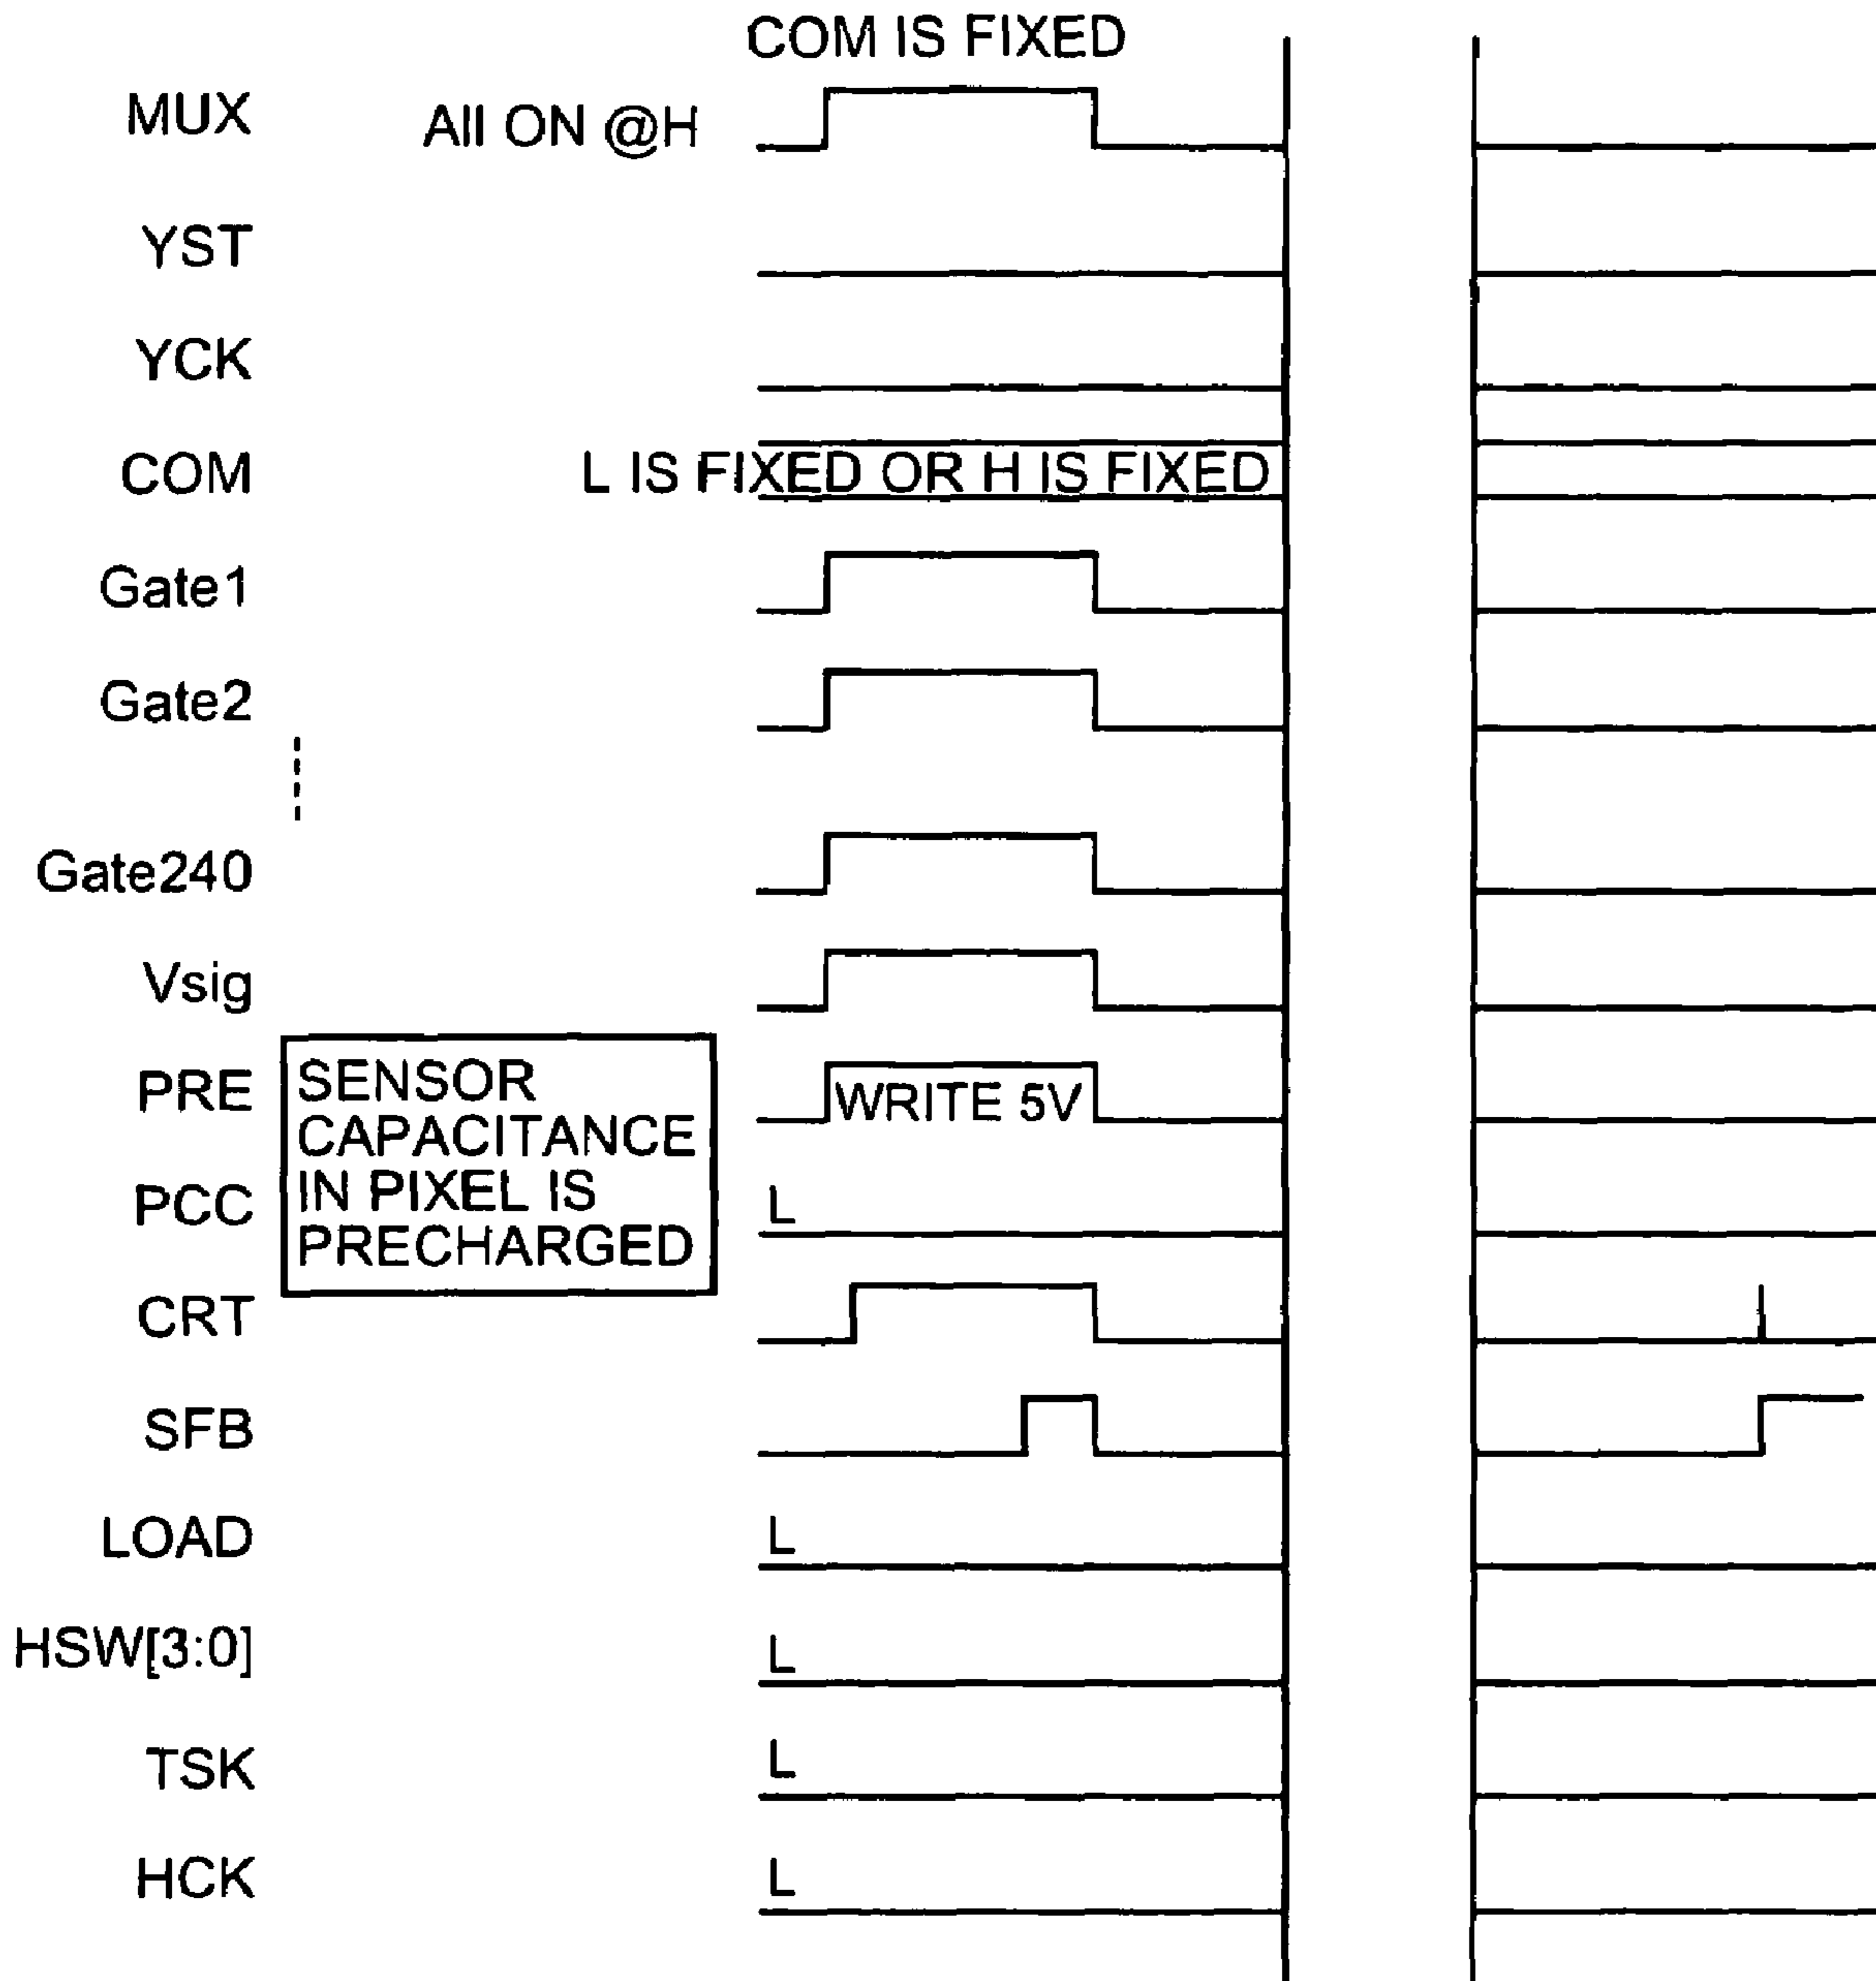 COM IS FIXED
MUX All ON @H
YST
YCK
COM L IS FIXED OR H IS FIXED
Gate1
Gate2
Gate240
Vsig
PRE WRITE 5V
SENSOR
CAPACITANCE
IN PIXEL IS
PRECHARGED
PCC L
CRT
SFB
LOAD L
HSW[3:0] L
TSK L
HCK L